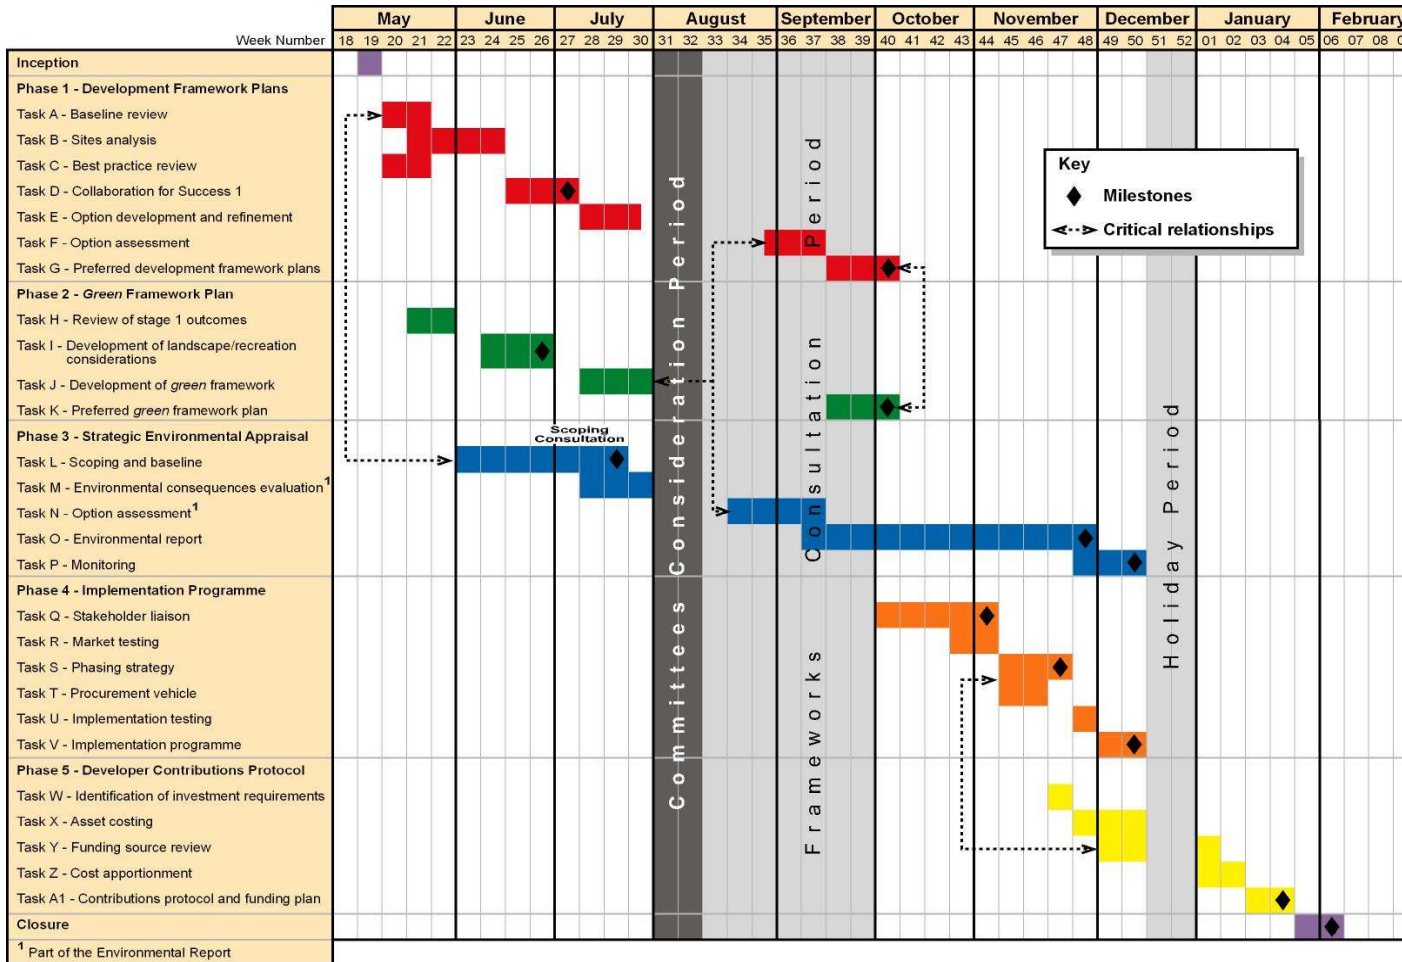 May June July August September October November December January February
Week Number 18 19 20 21 22 23 24 25 26 27 28 29 30 31 32 33 34 35 36 37 38 39 40 41 42 43 44 45 46 47 48 49 50 51 52 01 02 03 04 05 06 07 08
Inception
Phase 1 - Development Framework Plans
Task A - Baseline review
Task B - Sites analysis
Task C - Best practice review
Task D - Collaboration for Success 1
Task E - Option development and refinement
Task F - Option assessment
Task G - Preferred development framework plans
Phase 2 - Green Framework Plan
Task H - Review of stage 1 outcomes
Task I - Development of landscape/recreation
considerations
Task J - Development of green framework
Task K - Preferred green framework plan
Phase 3 - Strategic Environmental Appraisal
Scoping
Consultation
Task L - Scoping and baseline
Task M - Environmental consequences evaluation1
Task N - Option assessment1
Task O - Environmental report
Task P - Monitoring
Phase 4 - Implementation Programme
Task Q - Stakeholder liaison
Task R - Market testing
Task S - Phasing strategy
Task T - Procurement vehicle
Task U - Implementation testing
Task V - Implementation programme
Phase 5 - Developer Contributions Protocol
Task W - Identification of investment requirements
Task X - Asset costing
Task Y - Funding source review
Task Z - Cost apportionment
Task A1 - Contributions protocol and funding plan
Closure
1 Part of the Environmental Report
Committees Consideration Period
Frameworks Consultation Period
Holiday Period
Key
Milestones
Critical relationships